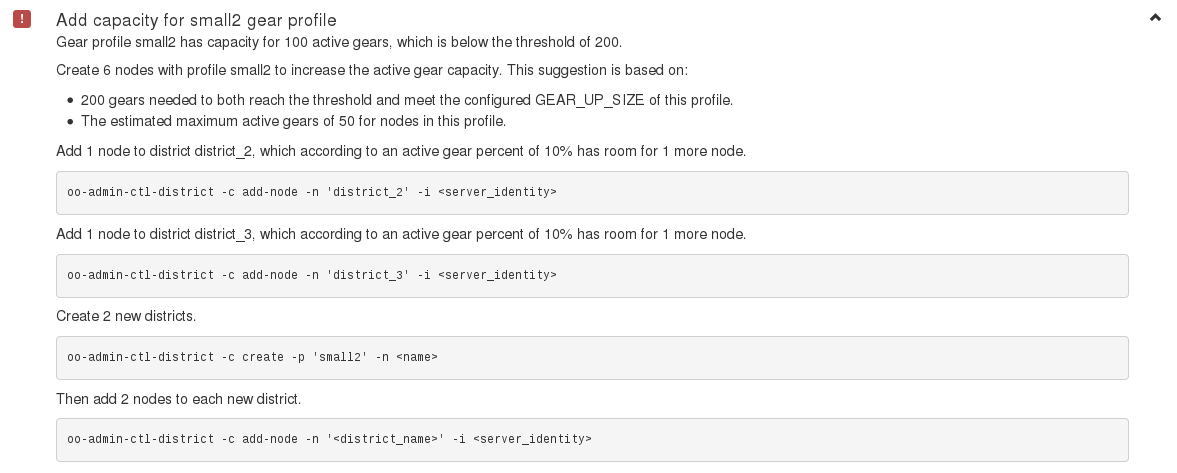 !
Add capacity for small2 gear profile
Gear profile small2 has capacity for 100 active gears, which is below the threshold of 200.
Create 6 nodes with profile small2 to increase the active gear capacity. This suggestion is based on:
• 200 gears needed to both reach the threshold and meet the configured GEAR_UP_SIZE of this profile.
• The estimated maximum active gears of 50 for nodes in this profile.
Add 1 node to district district_2, which according to an active gear percent of 10% has room for 1 more node.
oo-admin-ctl-district -c add-node -n 'district_2' -i <server_identity>
Add 1 node to district district_3, which according to an active gear percent of 10% has room for 1 more node.
oo-admin-ctl-district -c add-node -n 'district_3' -i <server_identity>
Create 2 new districts.
oo-admin-ctl-district -c create -p 'small2' -n <name>
Then add 2 nodes to each new district.
oo-admin-ctl-district -c add-node -n '<district_name>' -i <server_identity>